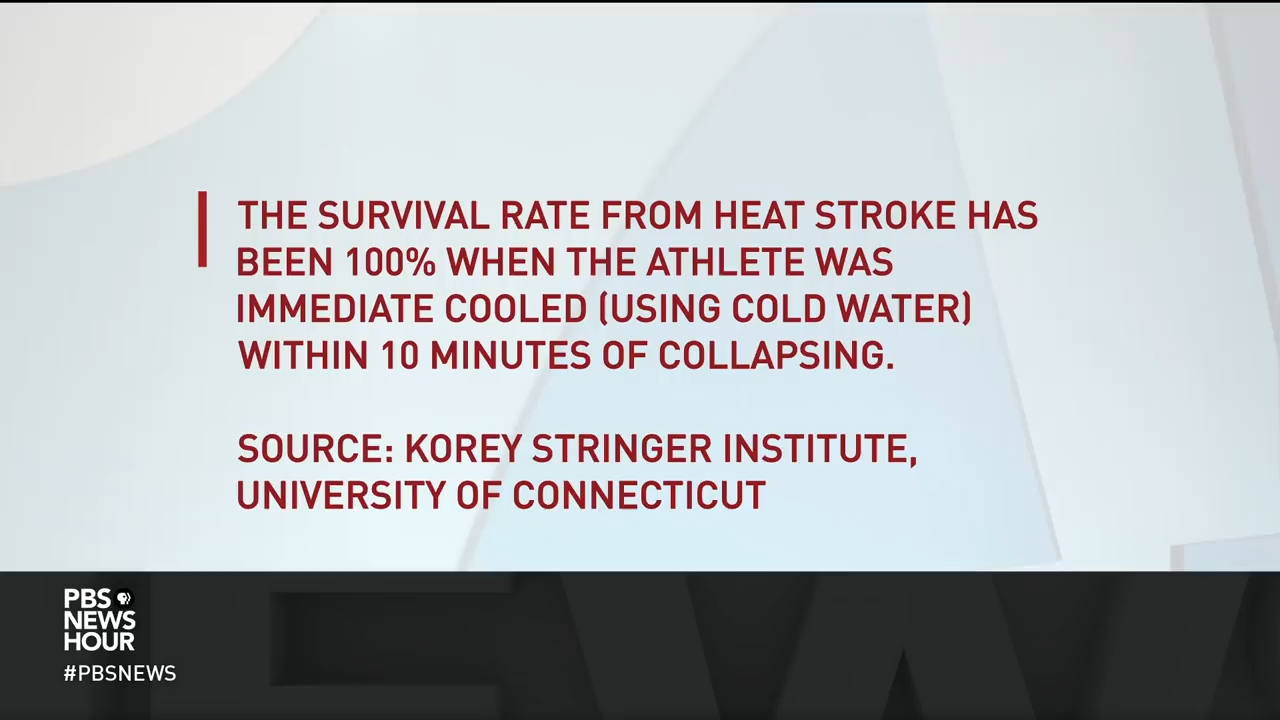 THE SURVIVAL RATE FROM HEAT STROKE HAS
BEEN 100% WHEN THE ATHLETE WAS
IMMEDIATE COOLED (USING COLD WATER)
WITHIN 10 MINUTES OF COLLAPSING.
SOURCE: KOREY STRINGER INSTITUTE,
UNIVERSITY OF CONNECTICUT
PBS
NEWS
HOUR
#PBSNEWS